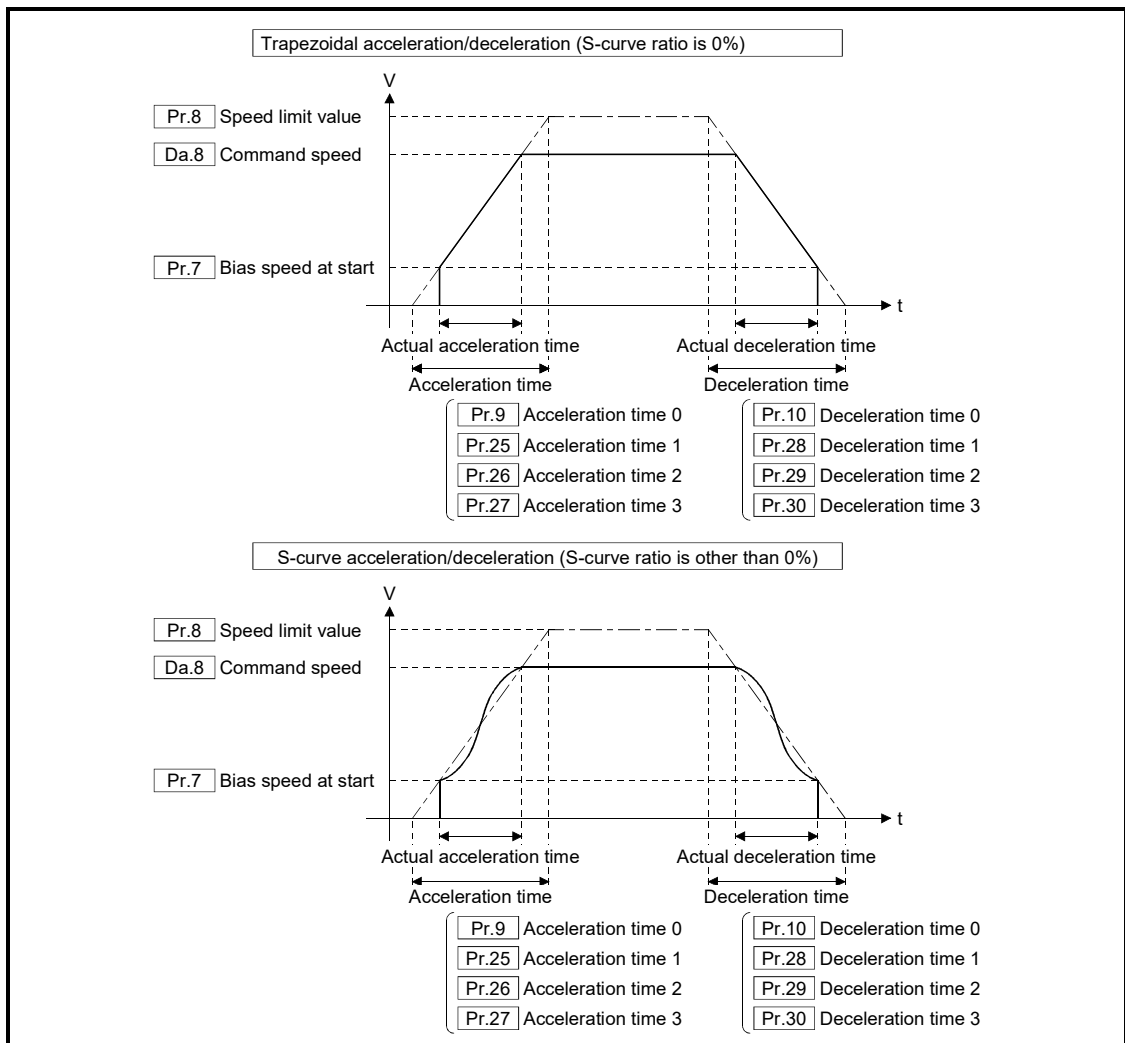 Trapezoidal acceleration/deceleration (S-curve ratio is 0%)
V
Pr.8 Speed limit value
Da.8 Command speed
Pr.7 Bias speed at start
t
Actual acceleration time Actual deceleration time
Acceleration time Deceleration time
Pr.9 Acceleration time 0 Pr.10 Deceleration time 0
Pr.25 Acceleration time 1 Pr.28 Deceleration time 1
Pr.26 Acceleration time 2 Pr.29 Deceleration time 2
Pr.27 Acceleration time 3 Pr.30 Deceleration time 3
S-curve acceleration/deceleration (S-curve ratio is other than 0%)
V
Pr.8 Speed limit value
Da.8 Command speed
Pr.7 Bias speed at start
t
Actual acceleration time Actual deceleration time
Acceleration time Deceleration time
Pr.9 Acceleration time 0 Pr.10 Deceleration time 0
Pr.25 Acceleration time 1 Pr.28 Deceleration time 1
Pr.26 Acceleration time 2 Pr.29 Deceleration time 2
Pr.27 Acceleration time 3 Pr.30 Deceleration time 3